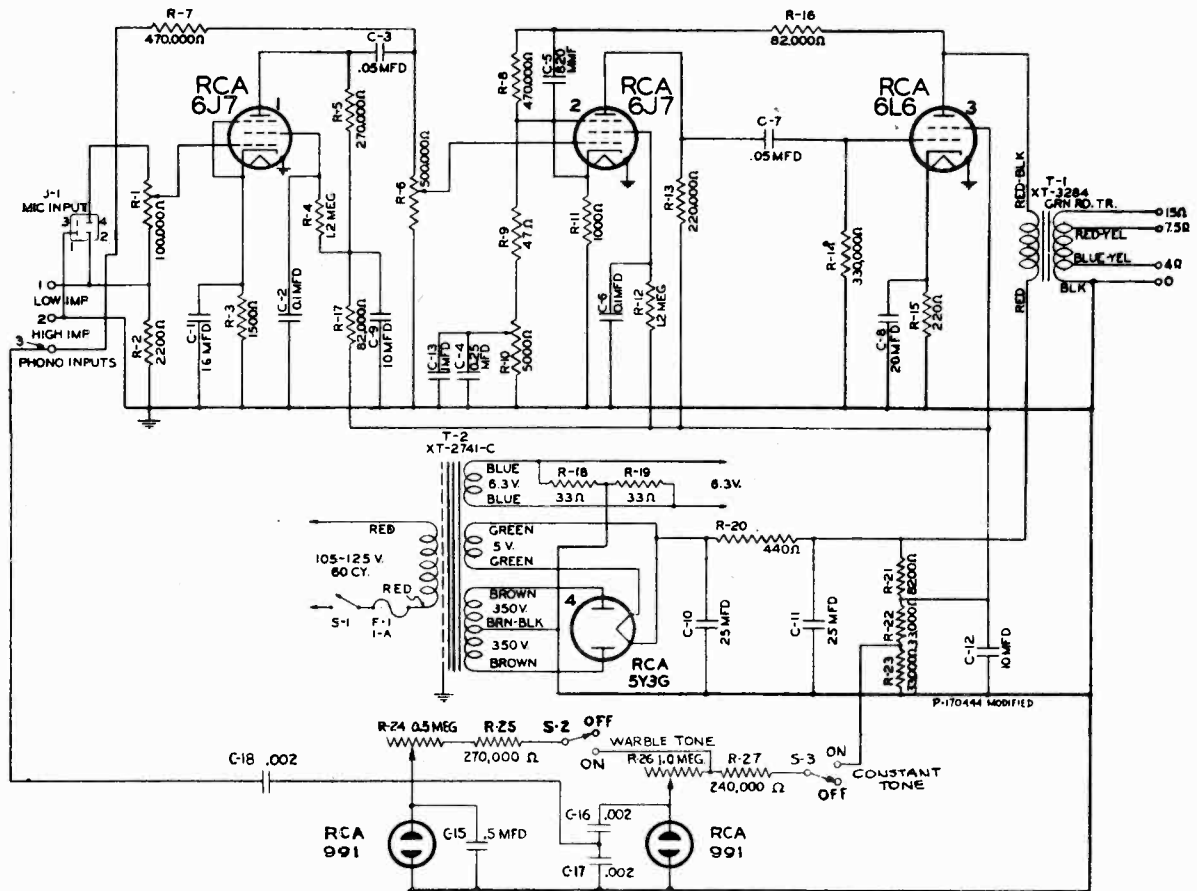 R-7
470,000Ω
C-3
.05 MFD
RCA
6J7
1
R-5
270,000Ω
R-8
470,000Ω
C-5
820
MMF
R-16
82,000Ω
RCA
6J7
2
RCA
6L6
3
C-7
.05 MFD
J-1
MIC INPUT
3
4
1
2
R-1
100,000Ω
R-4
1.2 MEG
R-6
500,000Ω
R-9
47Ω
R-11
1000Ω
R-13
220,000Ω
R-14
330,000Ω
RED-BLK
T-1
XT-3284
GRN RD. TR.
15Ω
RED-YEL
7.5Ω
BLUE-YEL
4Ω
BLK
0
RED
1
LOW IMP
2
HIGH IMP
3
PHONO INPUTS
R-2
2200Ω
C-1
16 MFD
R-3
1500Ω
C-2
0.1 MFD
R-17
82,000Ω
C-9
10 MFD
C-13
.1MFD
C-4
0.25
MFD
R-10
5000Ω
C-6
0.1 MFD
R-12
1.2 MEG
C-8
20 MFD
R-15
220Ω
T-2
XT-2741-C
BLUE
6.3 V.
BLUE
R-18
33Ω
R-19
33Ω
6.3V.
RED
105-125 V.
60 CY.
RED
S-1
F-1
1-A
GREEN
5 V.
GREEN
BROWN
350 V.
BRN-BLK
350 V.
BROWN
4
RCA
5Y3G
R-20
440Ω
C-10
25 MFD
C-11
25 MFD
R-21
8200Ω
R-22
33,000Ω
R-23
33,000Ω
C-12
10 MFD
P-170444 MODIFIED
R-24 0.5 MEG
R-25
270,000 Ω
S-2
OFF
ON
WARBLE TONE
R-26 1.0 MEG.
R-27
240,000 Ω
S-3
ON
OFF
CONSTANT
TONE
C-18 .002
RCA
991
C-15 .5 MFD
C-16 .002
C-17 .002
RCA
991